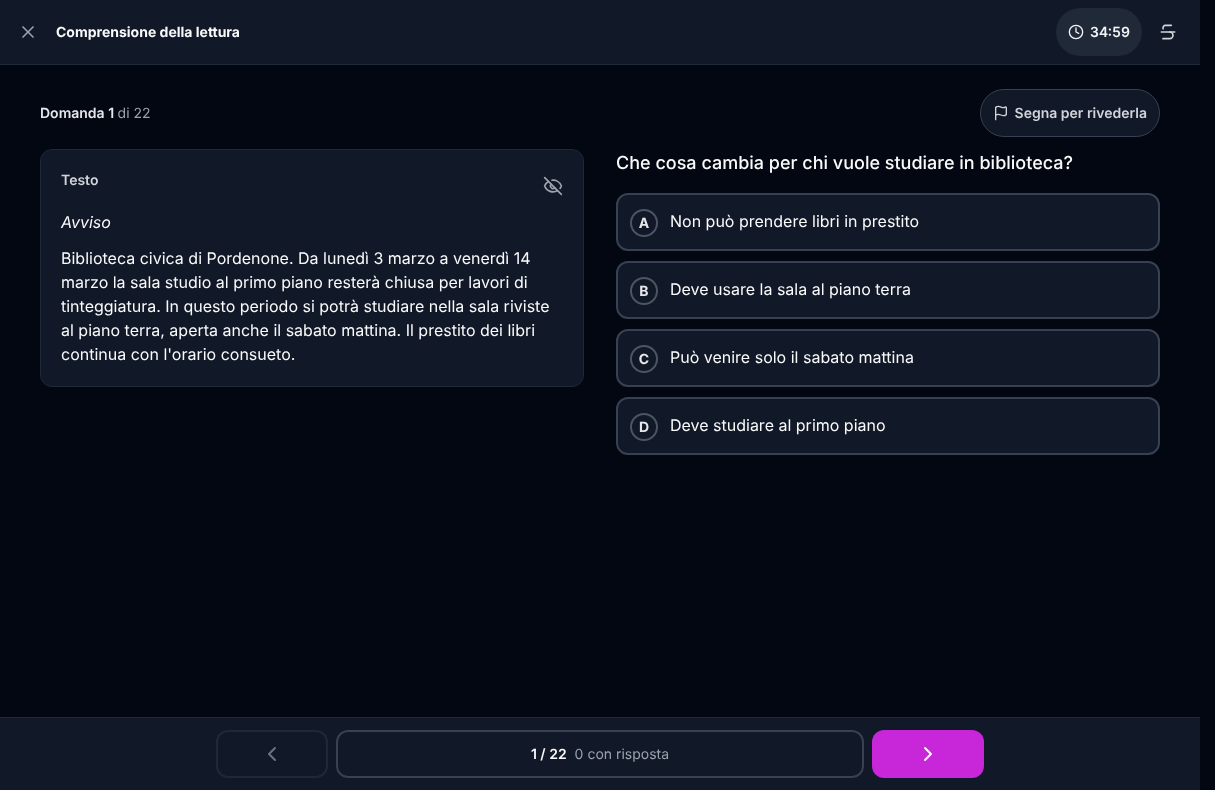 Comprensione della lettura
34:59
Domanda 1 di 22
Segna per rivederla
Testo
Avviso
Biblioteca civica di Pordenone. Da lunedì 3 marzo a venerdì 14
marzo la sala studio al primo piano resterà chiusa per lavori di
tinteggiatura. In questo periodo si potrà studiare nella sala riviste
al piano terra, aperta anche il sabato mattina. Il prestito dei libri
continua con l'orario consueto.
Che cosa cambia per chi vuole studiare in biblioteca?
A Non può prendere libri in prestito
B Deve usare la sala al piano terra
C Può venire solo il sabato mattina
D Deve studiare al primo piano
1 / 22 0 con risposta